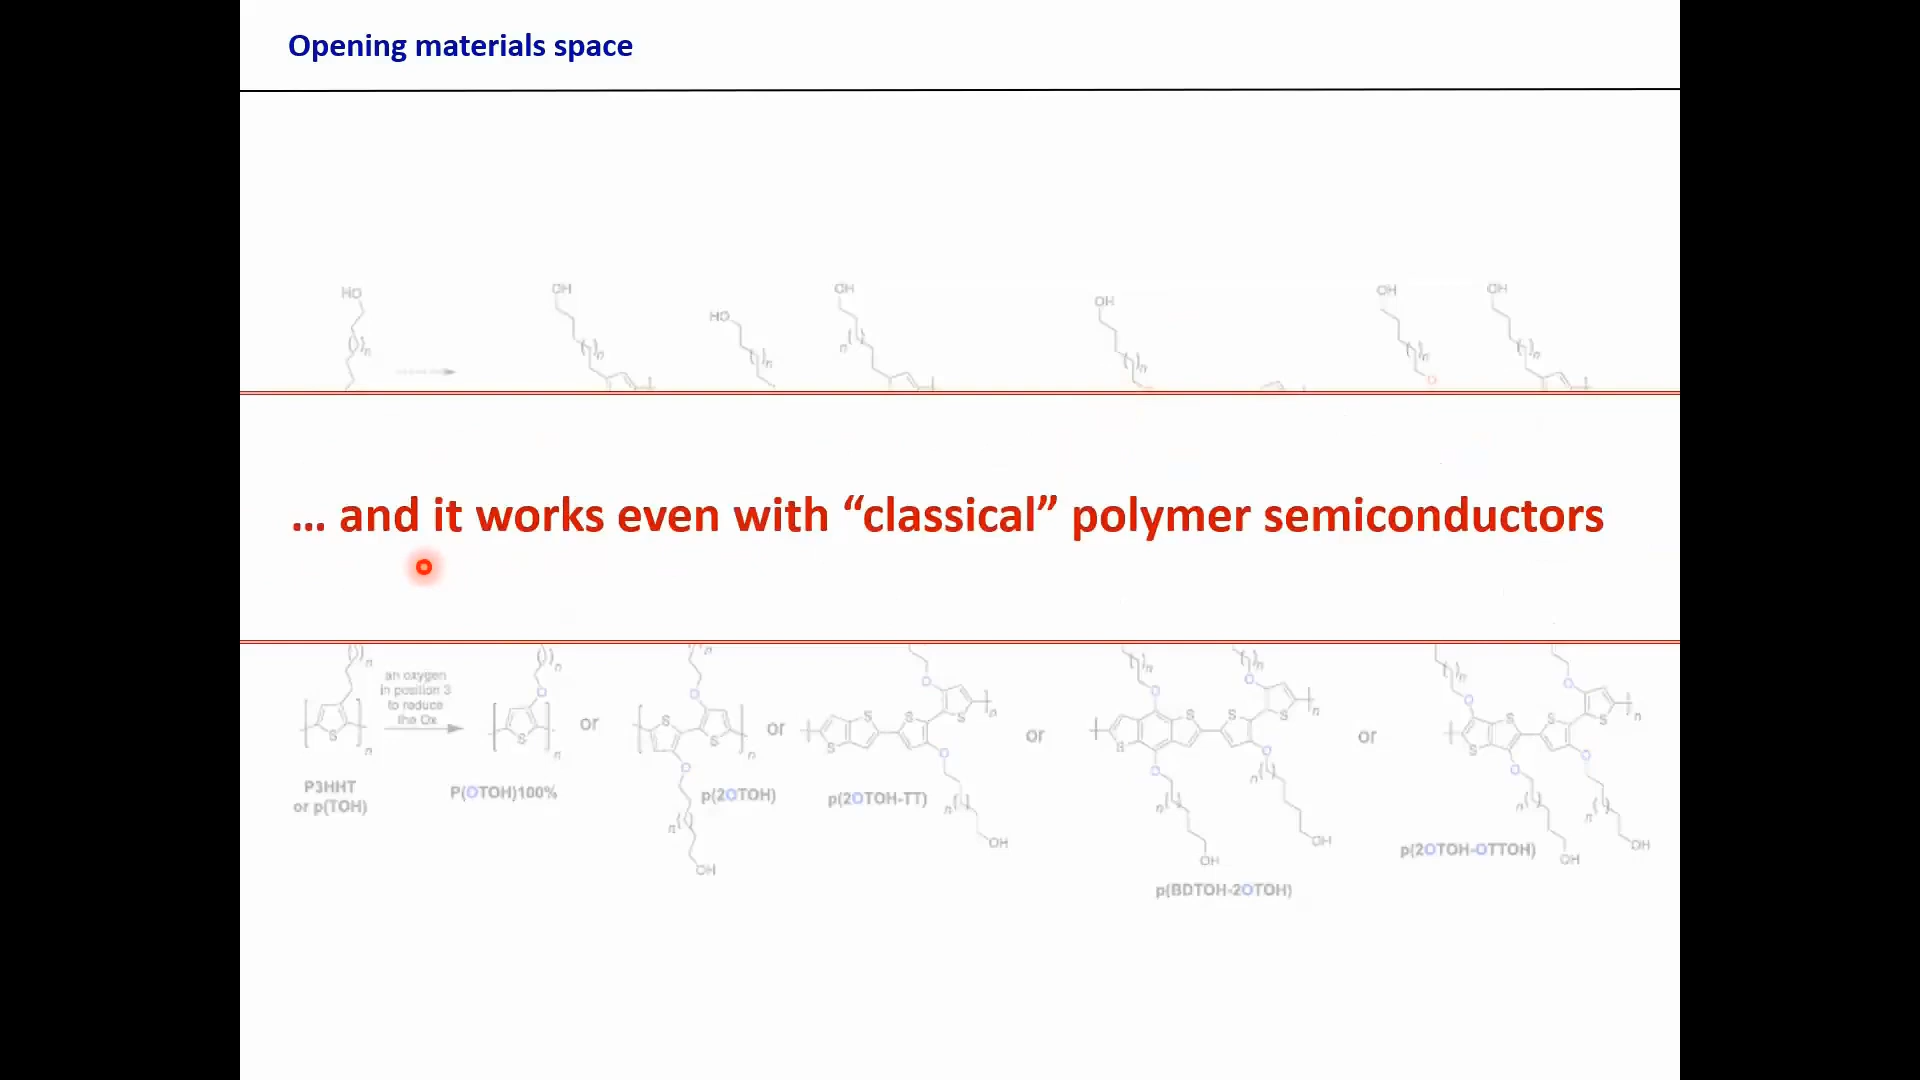 Opening materials space
HO OH HO OH OH OH OH
n n n n n n n
O
… and it works even with “classical” polymer semiconductors
an oxygen
in position 3
to reduce
the Ox
or or or or
P3HHT
or p(TOH)
P(OTOH)100%
p(2OTOH)
p(2OTOH-TT)
p(BDTOH-2OTOH)
p(2OTOH-OTTOH)
OH OH OH OH OH OH